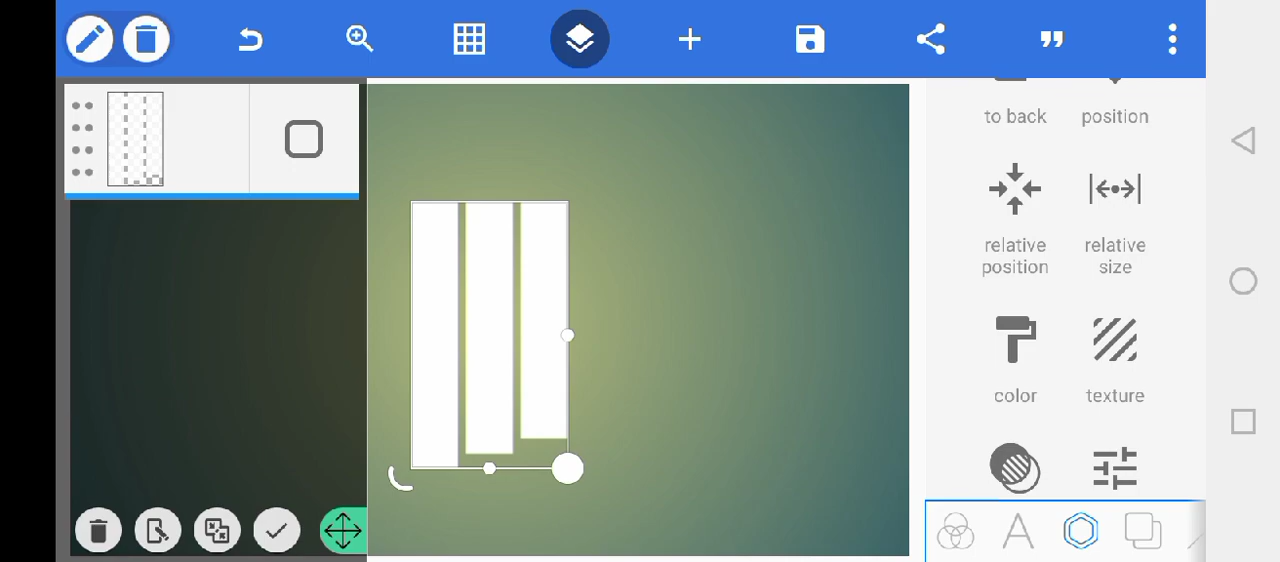 to back
position
relative
position
relative
size
color
texture